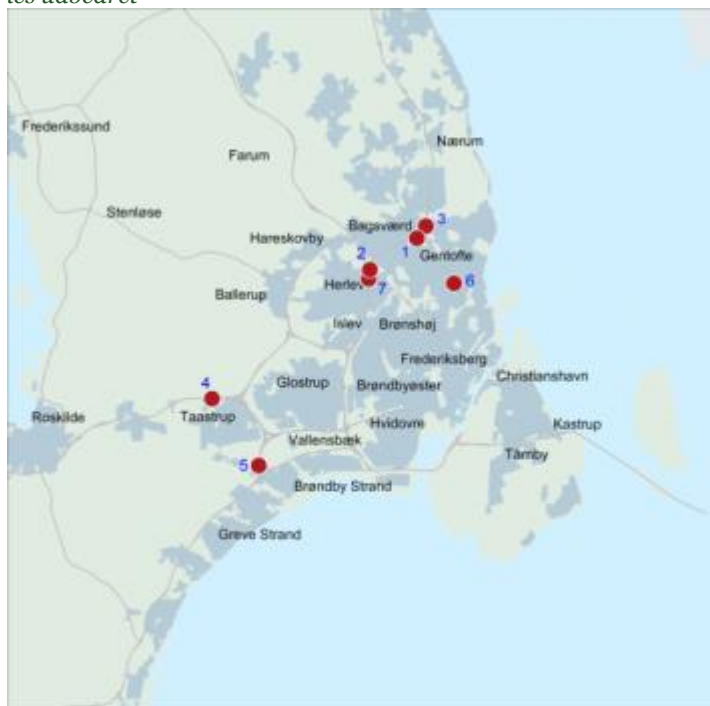 Frederikssund
Nærum
Farum
Stenløse
Bagsværd
3
Hareskovby
1
Gentofte
2
Ballerup
Herlev
7
6
Islev
Brønshøj
Frederiksberg
Christianshavn
Glostrup
Brøndbyøster
4
Roskilde
Taastrup
Hvidovre
Kastrup
Vallensbæk
Tårnby
5
Brøndby Strand
Greve Strand